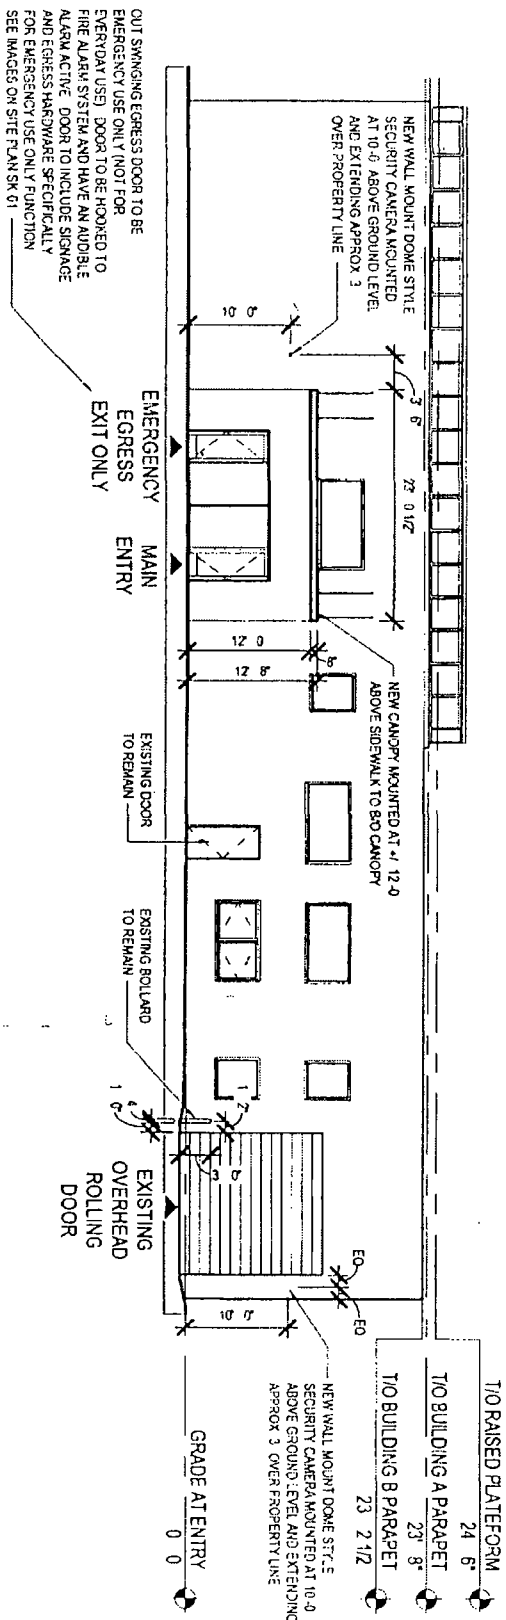 NEW WALL MOUNT DOME STYLE
SECURITY CAMERA MOUNTED
AT 10-0 ABOVE GROUND LEVEL
AND EXTENDING APPROX 3
OVER PROPERTY LINE
10' 0"
3' 6"
23' 0 1/2"
NEW CANOPY MOUNTED AT +/ 12-0
ABOVE SIDEWALK TO B/O CANOPY
12' 0
12' 8"
8"
OUT SWINGING EGRESS DOOR TO BE
EMERGENCY USE ONLY (NOT FOR
EVERYDAY USE) DOOR TO BE HOOKED TO
FIRE ALARM SYSTEM AND HAVE AN AUDIBLE
ALARM ACTIVE DOOR TO INCLUDE SIGNAGE
AND EGRESS HARDWARE SPECIFICALLY
FOR EMERGENCY USE ONLY FUNCTION
SEE IMAGES ON SITE PLAN SK 01
EMERGENCY
EGRESS
EXIT ONLY
MAIN
ENTRY
EXISTING DOOR
TO REMAIN
EXISTING BOLLARD
TO REMAIN
1 2"
4"
1 0"
3 0"
EXISTING
OVERHEAD
ROLLING
DOOR
EQ
EQ
10' 0"
NEW WALL MOUNT DOME STYLE
SECURITY CAMERA MOUNTED AT 10-0
ABOVE GROUND LEVEL AND EXTENDING
APPROX 3 OVER PROPERTY LINE
T/O RAISED PLATEFORM
24 6"
T/O BUILDING A PARAPET
23' 8"
T/O BUILDING B PARAPET
23 2 1/2
GRADE AT ENTRY
0 0